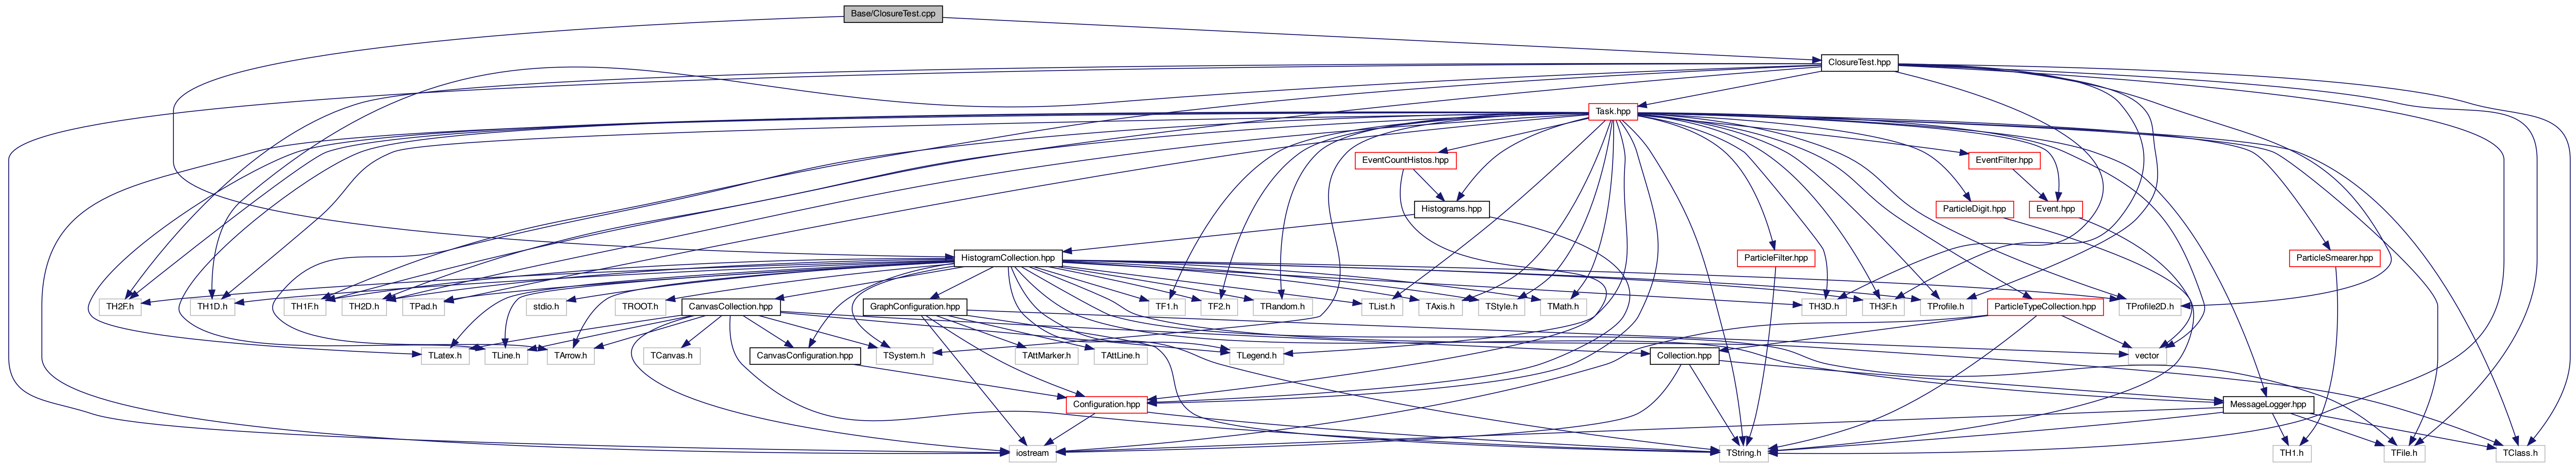 Base/ClosureTest.cpp
ClosureTest.hpp
Task.hpp
EventCountHistos.hpp
EventFilter.hpp
Histograms.hpp
ParticleDigit.hpp
Event.hpp
HistogramCollection.hpp
ParticleFilter.hpp
ParticleSmearer.hpp
TH2F.h
TH1D.h
TH1F.h
TH2D.h
TPad.h
stdio.h
TROOT.h
CanvasCollection.hpp
GraphConfiguration.hpp
TF1.h
TF2.h
TRandom.h
TList.h
TAxis.h
TStyle.h
TMath.h
TH3D.h
TH3F.h
TProfile.h
ParticleTypeCollection.hpp
TProfile2D.h
TLatex.h
TLine.h
TArrow.h
TCanvas.h
CanvasConfiguration.hpp
TSystem.h
TAttMarker.h
TAttLine.h
TLegend.h
Collection.hpp
vector
Configuration.hpp
MessageLogger.hpp
iostream
TString.h
TH1.h
TFile.h
TClass.h